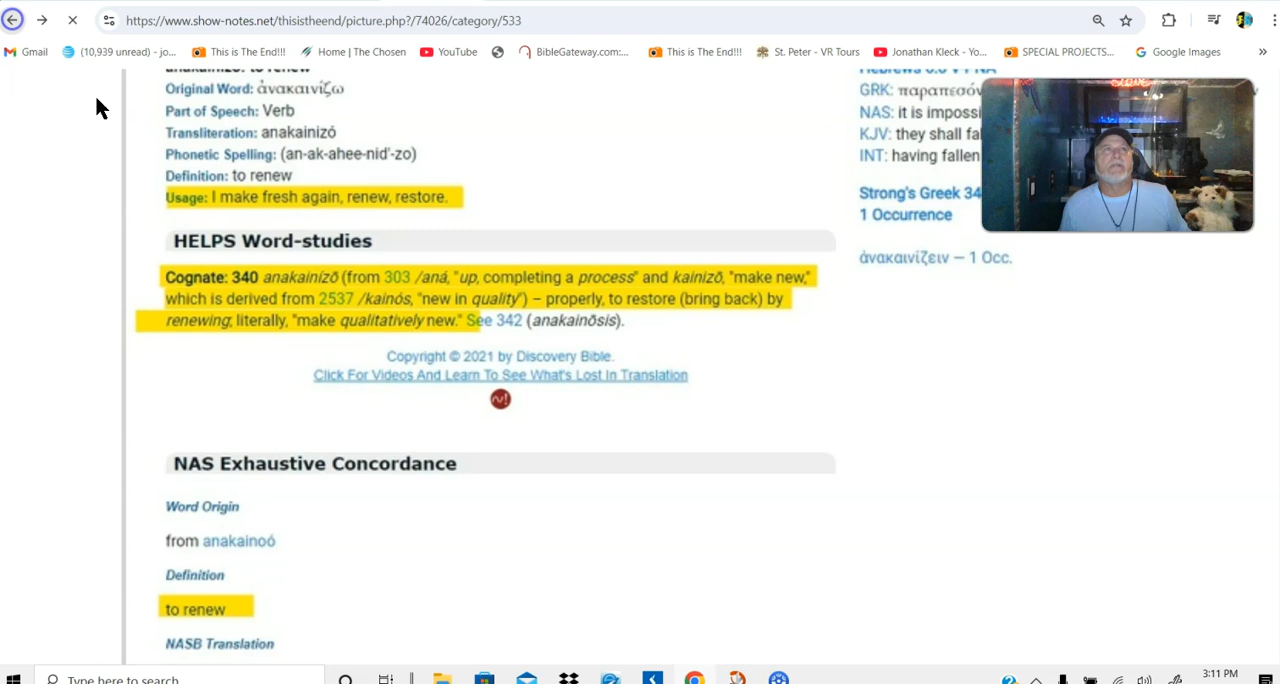 https://www.show-notes.net/thisistheend/picture.php?/74026/category/533
Gmail (10,939 unread) - jo... This is The End!!! Home | The Chosen YouTube BibleGateway.com:... This is The End!!! St. Peter - VR Tours Jonathan Kleck - Yo... SPECIAL PROJECTS... Google Images »
anakainizó: to renew
Original Word: ἀνακαινίζω
Part of Speech: Verb
Transliteration: anakainizó
Phonetic Spelling: (an-ak-ahee-nid'-zo)
Definition: to renew
Usage: I make fresh again, renew, restore.
HELPS Word-studies
Cognate: 340 anakainízō (from 303 /aná, "up, completing a process" and kainizō, "make new,"
which is derived from 2537 /kainós, "new in quality") – properly, to restore (bring back) by
renewing; literally, "make qualitatively new." See 342 (anakainōsis).
Copyright © 2021 by Discovery Bible.
Click For Videos And Learn To See What's Lost In Translation
NAS Exhaustive Concordance
Word Origin
from anakainoó
Definition
to renew
NASB Translation
GRK: παραπεσόν
NAS: it is impossi
KJV: they shall fal
INT: having fallen
Strong's Greek 34
1 Occurrence
ἀνακαινίζειν — 1 Occ.
Type here to search
3:11 PM